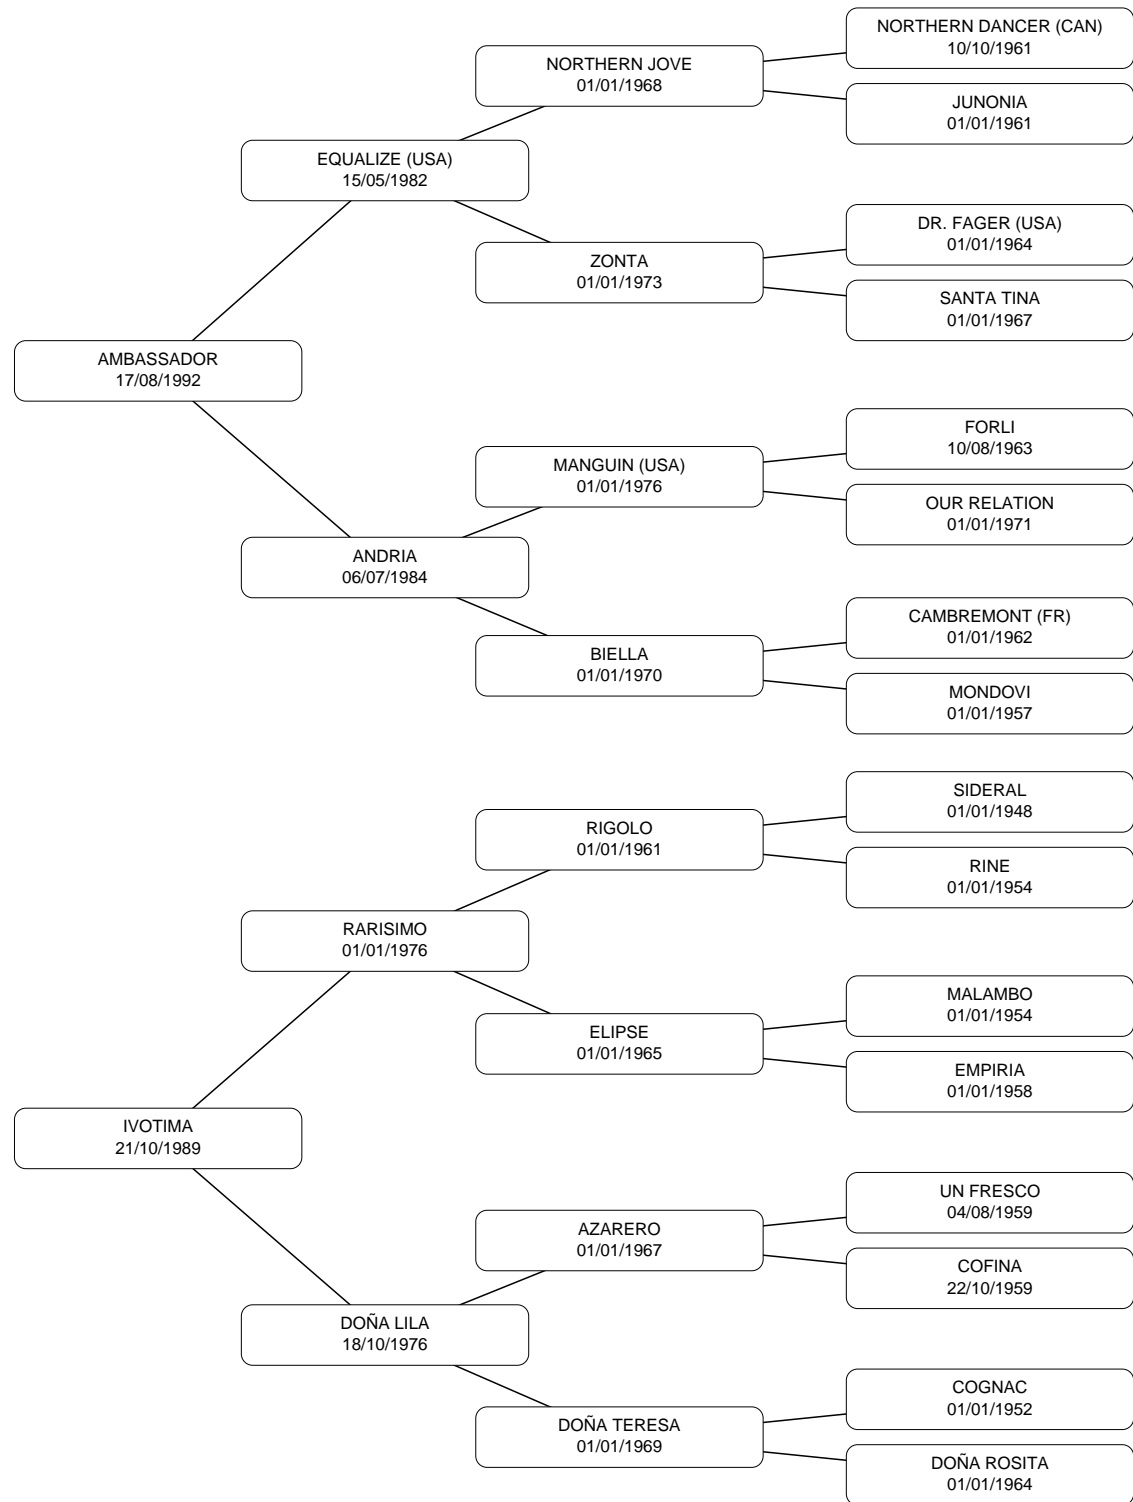 NORTHERN DANCER (CAN)
10/10/1961
NORTHERN JOVE
01/01/1968
JUNONIA
01/01/1961
EQUALIZE (USA)
15/05/1982
DR. FAGER (USA)
01/01/1964
ZONTA
01/01/1973
SANTA TINA
01/01/1967
AMBASSADOR
17/08/1992
FORLI
10/08/1963
MANGUIN (USA)
01/01/1976
OUR RELATION
01/01/1971
ANDRIA
06/07/1984
CAMBREMONT (FR)
01/01/1962
BIELLA
01/01/1970
MONDOVI
01/01/1957
SIDERAL
01/01/1948
RIGOLO
01/01/1961
RINE
01/01/1954
RARISIMO
01/01/1976
MALAMBO
01/01/1954
ELIPSE
01/01/1965
EMPIRIA
01/01/1958
IVOTIMA
21/10/1989
UN FRESCO
04/08/1959
AZARERO
01/01/1967
COFINA
22/10/1959
DOÑA LILA
18/10/1976
COGNAC
01/01/1952
DOÑA TERESA
01/01/1969
DOÑA ROSITA
01/01/1964